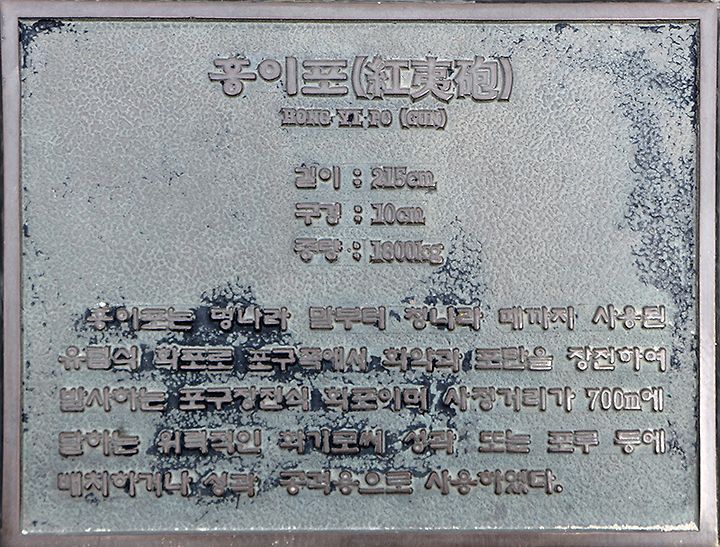 홍이포(紅夷砲)
HONG YI PO (GUN)
길이 : 215cm
구경 : 10cm
중량 : 1800kg
홍이포는 명나라 말부터 청나라 때까지 사용된
유럽식 화포로 포구쪽에서 화약과 포탄을 장전하여
발사하는 포구장전식 화포이며 사정거리가 700m에
달하는 위력적인 화기로써 성곽 또는 포루 등에
배치하거나 성곽 공격용으로 사용하였다.